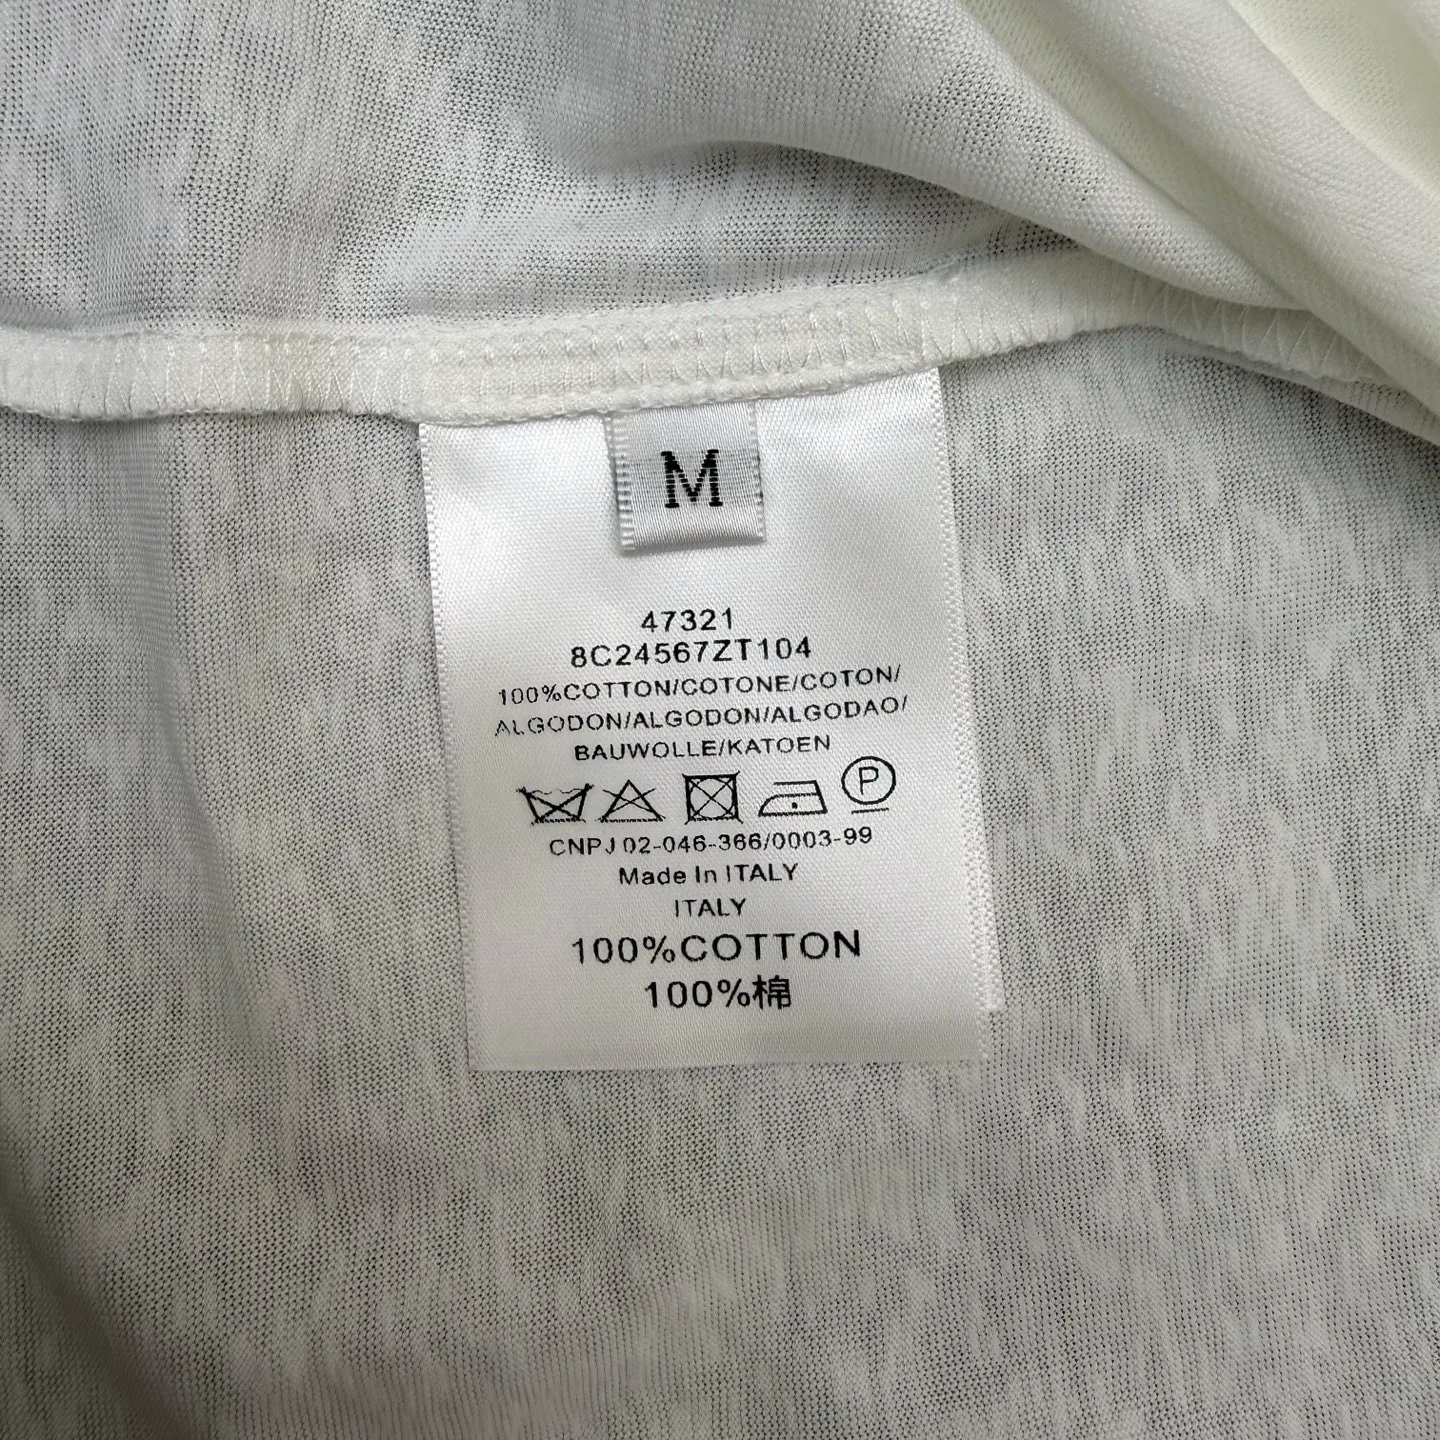 M
47321
8C24567ZT104
100%COTTON/COTONE/COTON/
ALGODON/ALGODON/ALGODAO/
BAUWOLLE/KATOEN
P
CNPJ 02-046-366/0003-99
Made In ITALY
ITALY
100%COTTON
100%棉